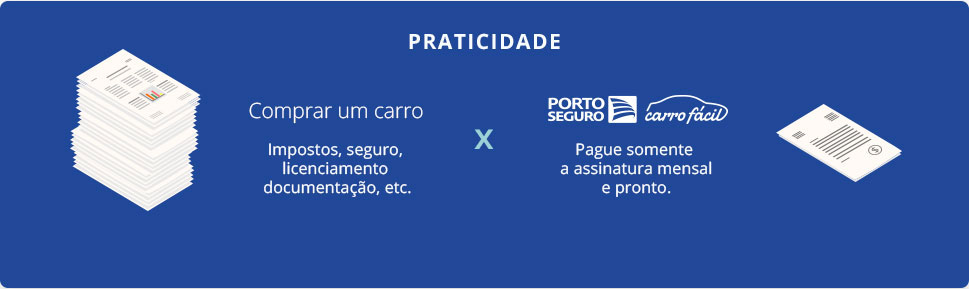 PRATICIDADE
Comprar um carro
Impostos, seguro,
licenciamento
documentação, etc.
X
PORTO
SEGURO
carro fácil
Pague somente
a assinatura mensal
e pronto.
$